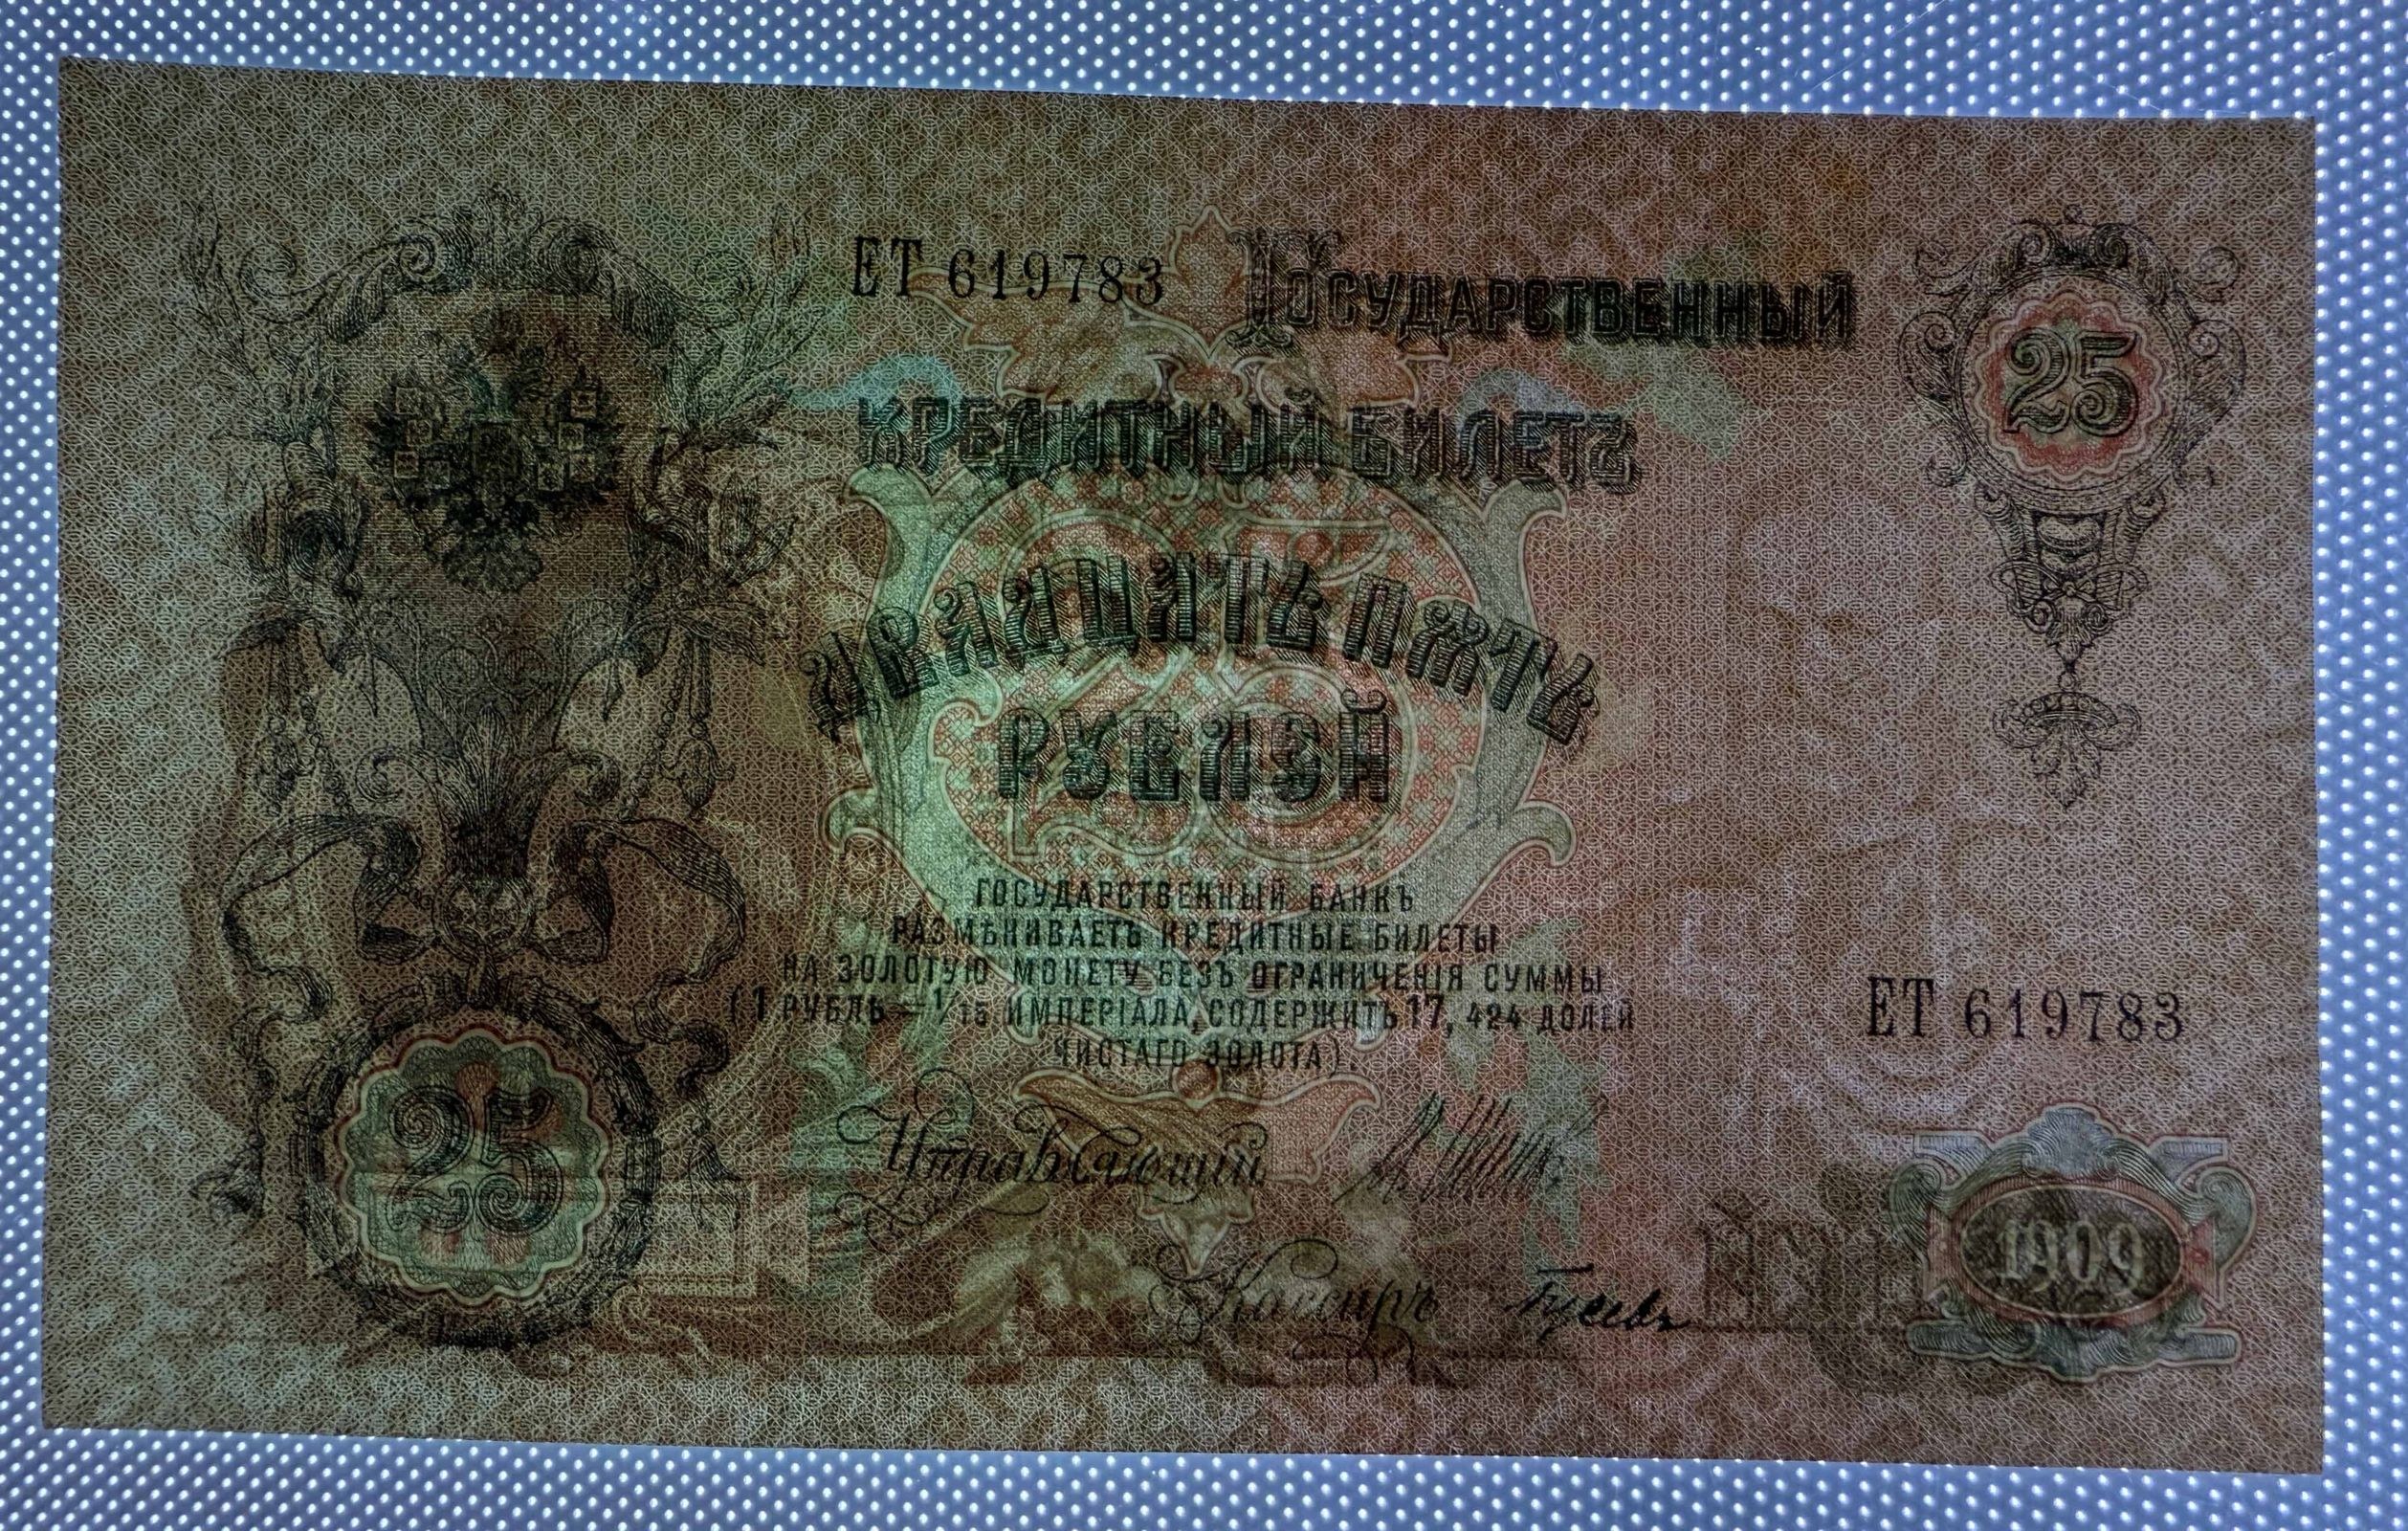 ЕТ 619783
ГОСУДАРСТВЕННЫЙ
25
КРЕДИТНЫЙ БИЛЕТЪ
ДВАДЦАТЬ ПЯТЬ
РУБЛЕЙ
ГОСУДАРСТВЕННЫЙ БАНКЪ
РАЗМѢНИВАЕТЪ КРЕДИТНЫЕ БИЛЕТЫ
НА ЗОЛОТУЮ МОНЕТУ БЕЗЪ ОГРАНИЧЕНІЯ СУММЫ
(1 РУБЛЬ = 1/15 ИМПЕРІАЛА, СОДЕРЖИТЪ 17,424 ДОЛЕЙ
ЧИСТАГО ЗОЛОТА).
ЕТ 619783
25
Управляющій
Кассиръ Гусевъ
1909